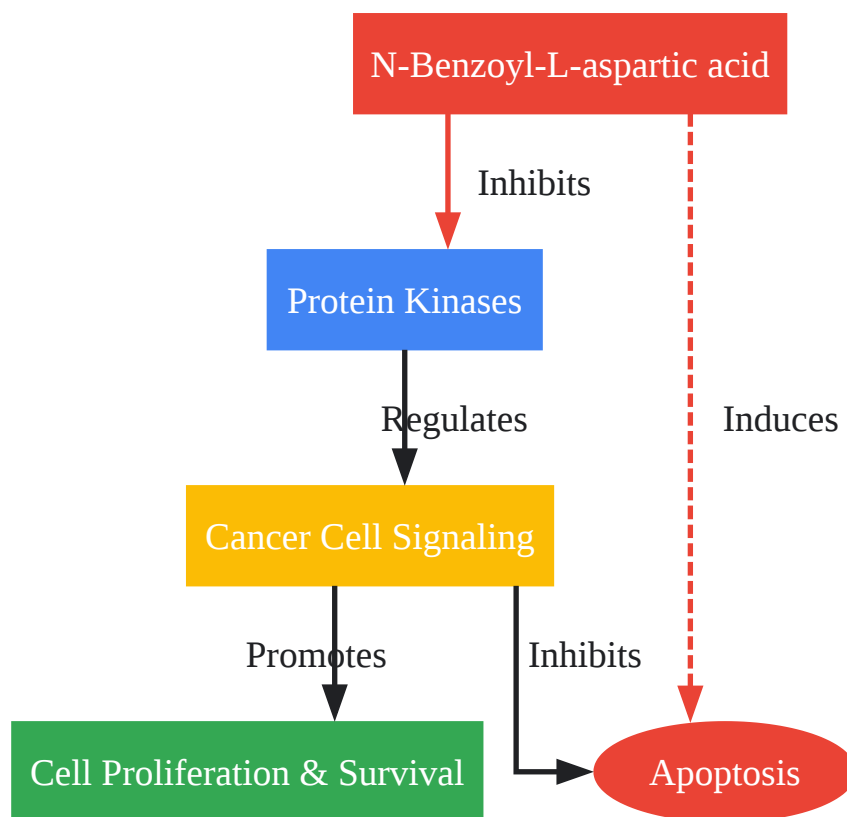 N-Benzoyl-L-aspartic acid
Inhibits
Protein Kinases
Regulates
Induces
Cancer Cell Signaling
Promotes
Inhibits
Cell Proliferation & Survival
Apoptosis